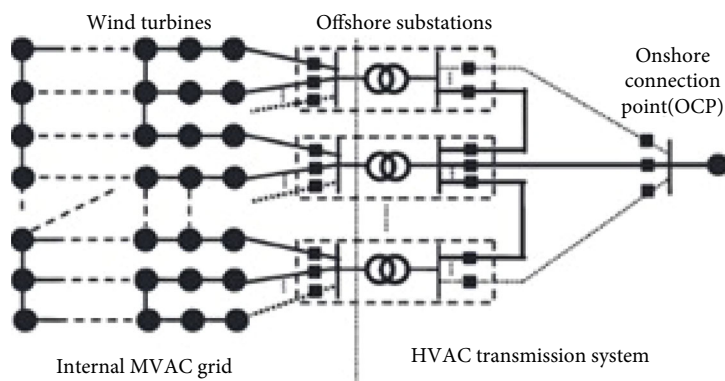 Wind turbines
Offshore substations
Onshore
connection
point(OCP)
Internal MVAC grid
HVAC transmission system